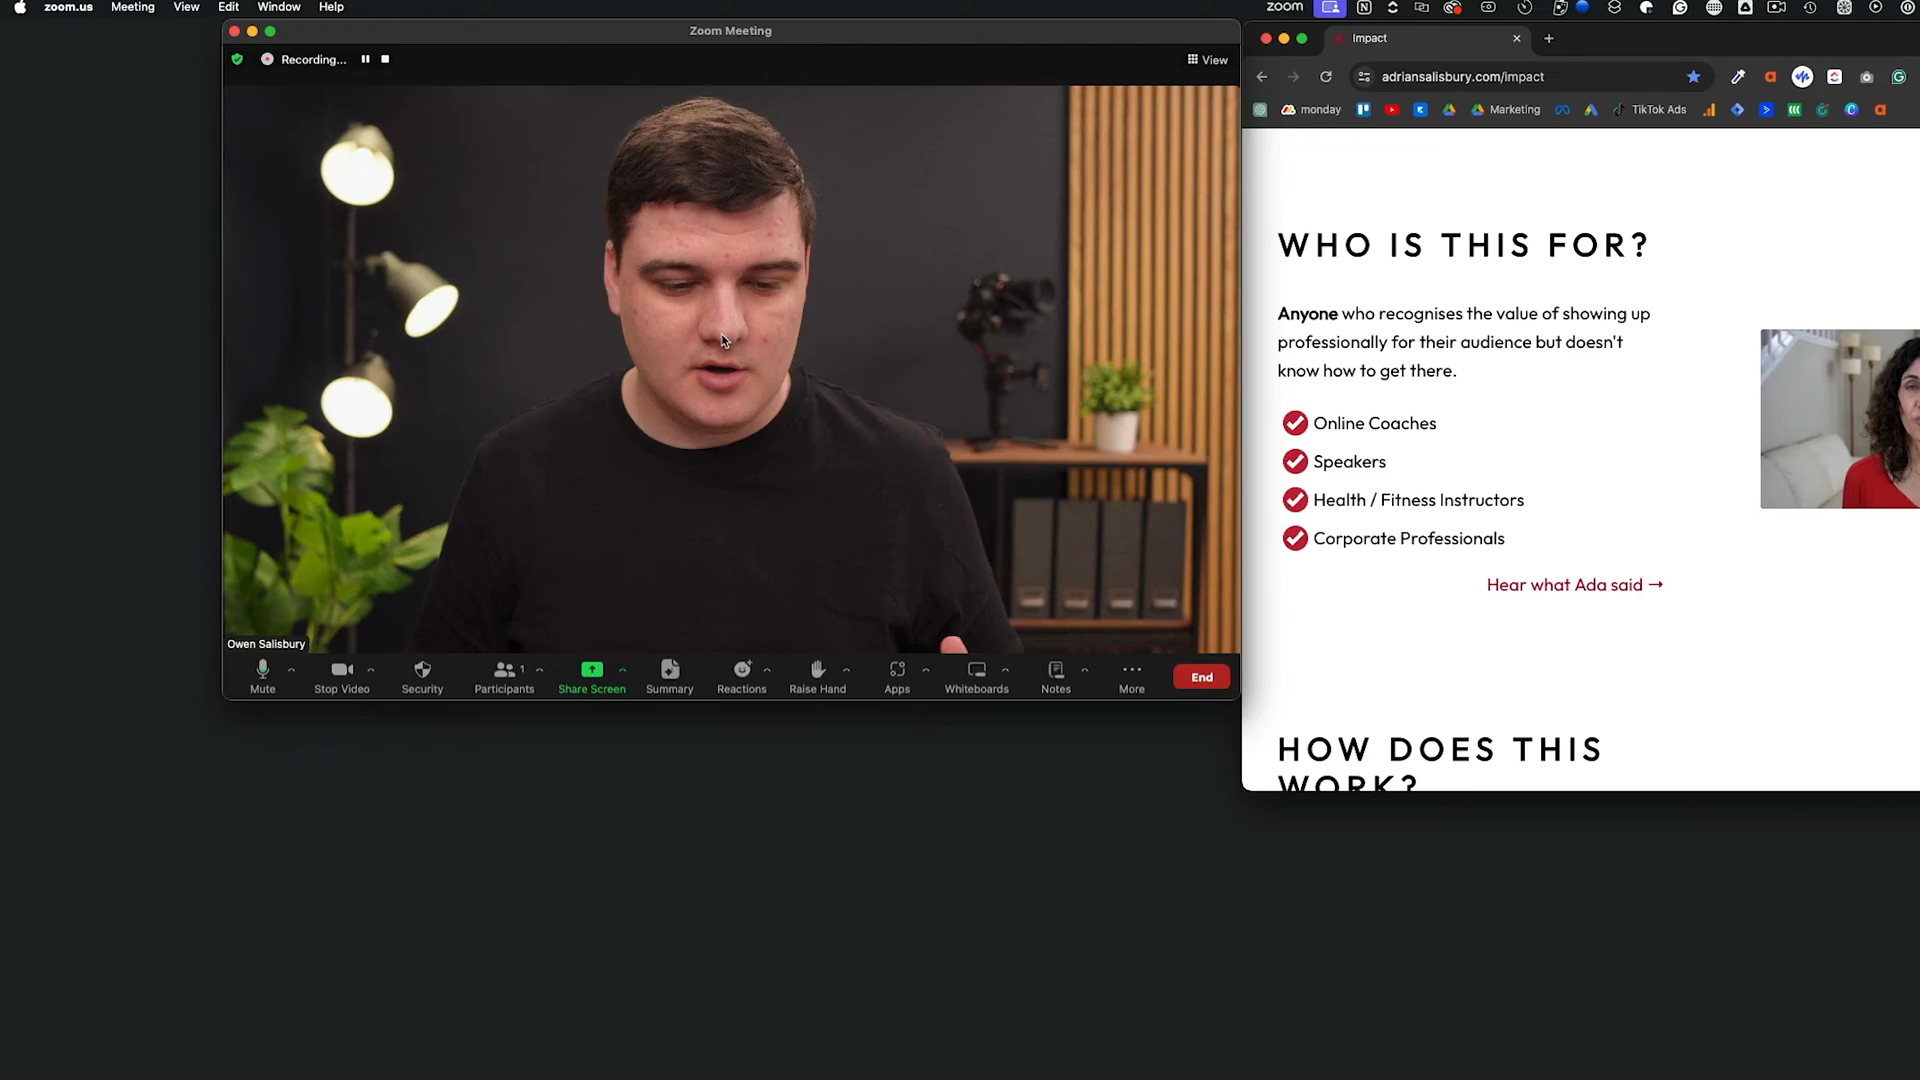 zoom.us Meeting View Edit Window Help
zoom
Zoom Meeting
Recording...
View
Owen Salisbury
Mute
Stop Video
Security
Participants
1
Share Screen
Summary
Reactions
Raise Hand
Apps
Whiteboards
Notes
More
End
Impact
adriansalisbury.com/impact
monday
Marketing
TikTok Ads
WHO IS THIS FOR?
Anyone who recognises the value of showing up
professionally for their audience but doesn't
know how to get there.
Online Coaches
Speakers
Health / Fitness Instructors
Corporate Professionals
Hear what Ada said →
HOW DOES THIS
WORK?